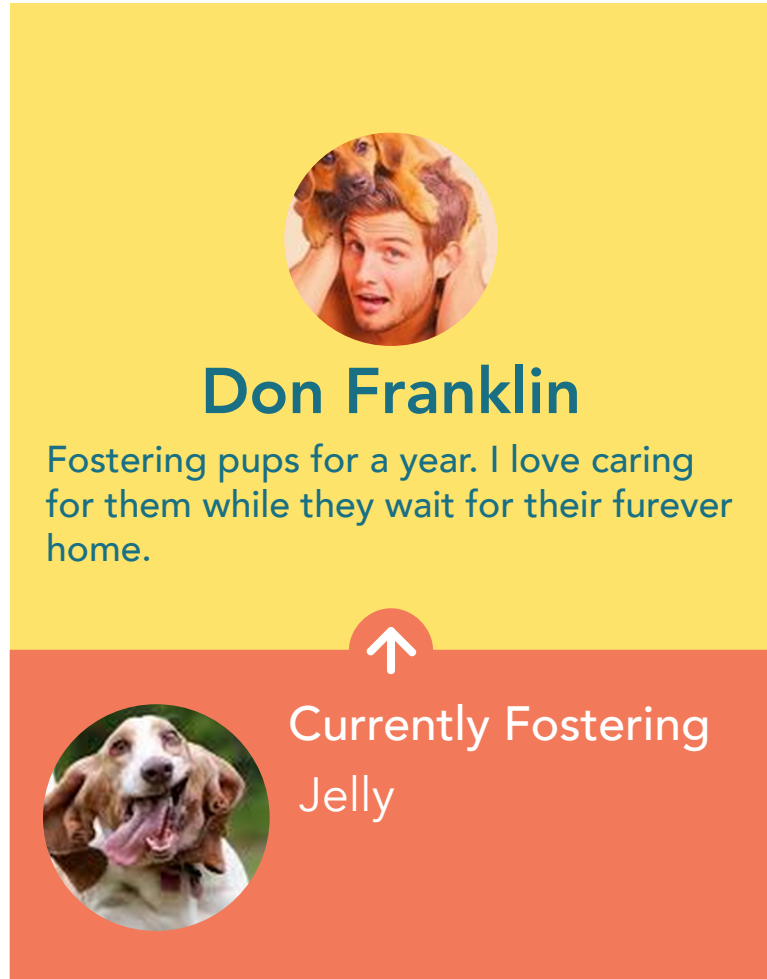 Don Franklin
Fostering pups for a year. I love caring
for them while they wait for their furever
home.
Currently Fostering
Jelly